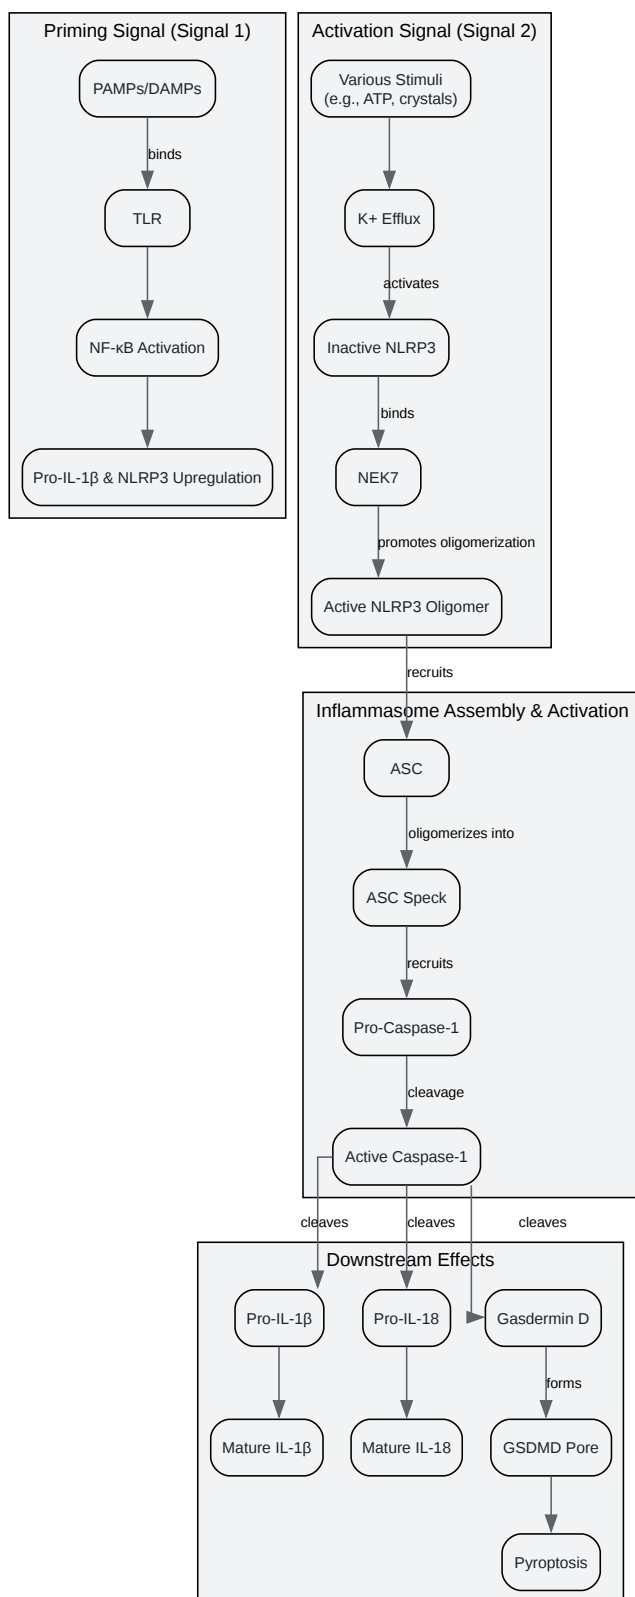 Priming Signal (Signal 1)
PAMPs/DAMPs
binds
TLR
NF-κB Activation
Pro-IL-1β & NLRP3 Upregulation
Activation Signal (Signal 2)
Various Stimuli
(e.g., ATP, crystals)
K+ Efflux
activates
Inactive NLRP3
binds
NEK7
promotes oligomerization
Active NLRP3 Oligomer
recruits
Inflammasome Assembly & Activation
ASC
oligomerizes into
ASC Speck
recruits
Pro-Caspase-1
cleavage
Active Caspase-1
cleaves
cleaves
cleaves
Downstream Effects
Pro-IL-1β
Pro-IL-18
Gasdermin D
forms
Mature IL-1β
Mature IL-18
GSDMD Pore
Pyroptosis